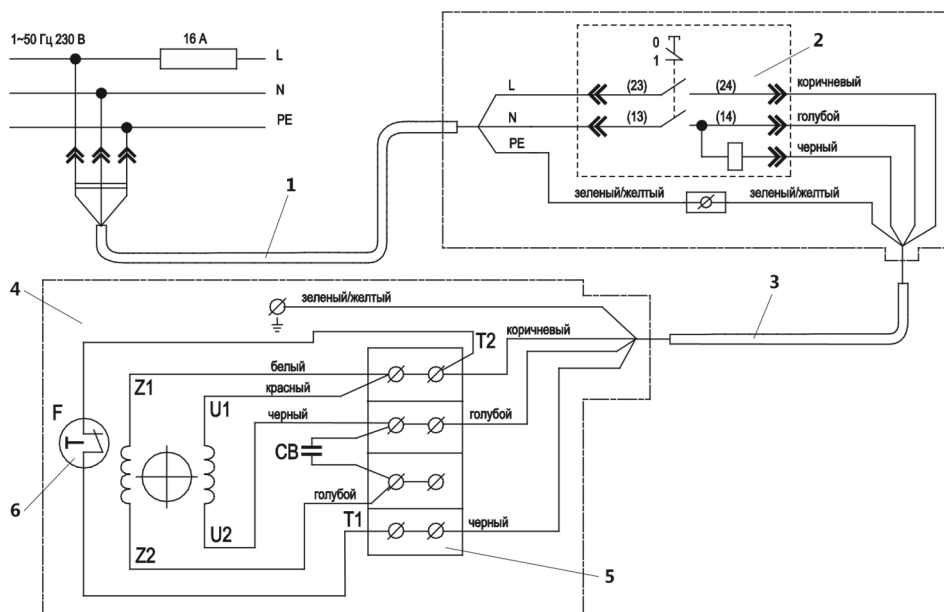 1~50 Гц 230 В
16 А
L
N
PE
1
0
1
2
L
(23)
(24)
коричневый
N
(13)
(14)
голубой
PE
черный
зеленый/желтый
зеленый/желтый
4
зеленый/желтый
3
T2
коричневый
белый
Z1
красный
U1
F
черный
голубой
CB
6
голубой
T1
черный
U2
Z2
5